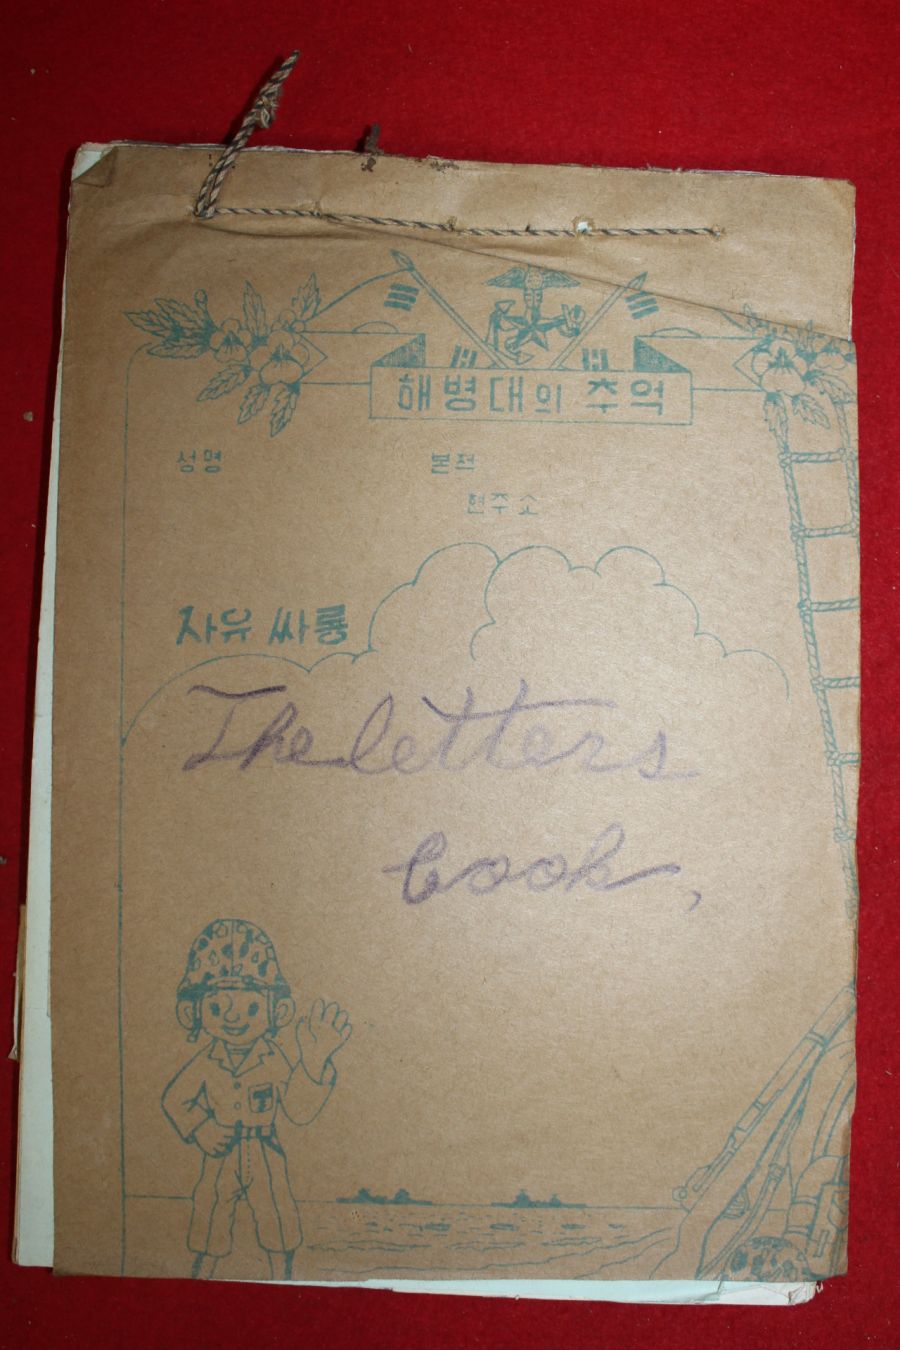 해병대의 추억
성명 본적
현주소
자유 싸롱
The letters
book,